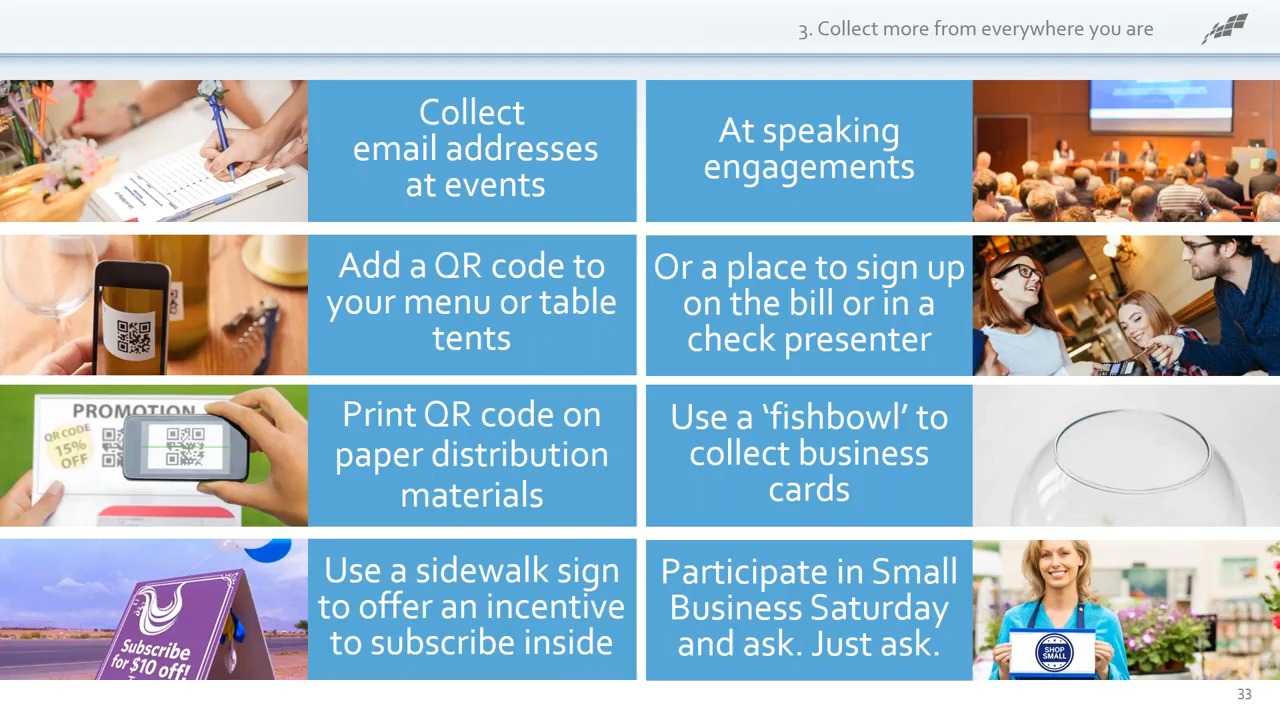 3. Collect more from everywhere you are
Collect
email addresses
at events
At speaking
engagements
Add a QR code to
your menu or table
tents
Or a place to sign up
on the bill or in a
check presenter
PROMOTION
QR CODE
15%
OFF
Print QR code on
paper distribution
materials
Use a ‘fishbowl’ to
collect business
cards
Subscribe
for $10 off!
Use a sidewalk sign
to offer an incentive
to subscribe inside
Participate in Small
Business Saturday
and ask. Just ask.
SHOP
SMALL
33